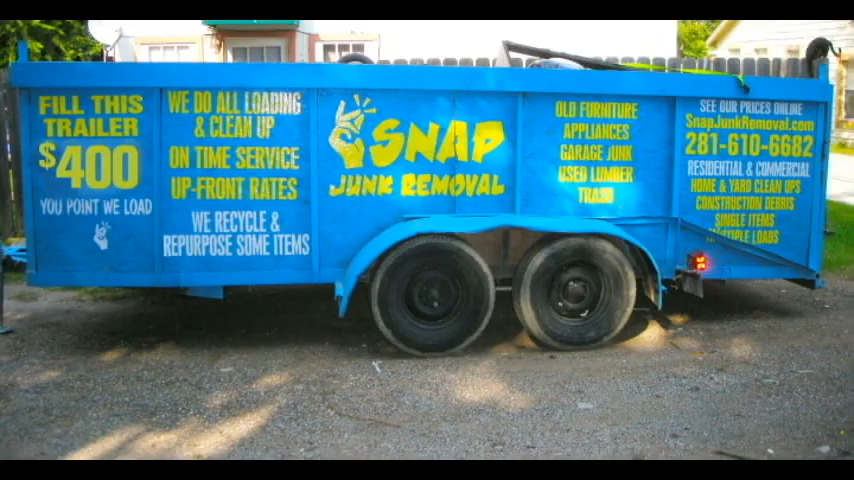 FILL THIS
TRAILER
$400
YOU POINT WE LOAD
WE DO ALL LOADING
& CLEAN UP
ON TIME SERVICE
UP-FRONT RATES
WE RECYCLE &
REPURPOSE SOME ITEMS
SNAP
JUNK REMOVAL
OLD FURNITURE
APPLIANCES
GARAGE JUNK
USED LUMBER
TRASH
SEE OUR PRICES ONLINE
SnapJunkRemoval.com
281-610-6682
RESIDENTIAL & COMMERCIAL
HOME & YARD CLEAN UPS
CONSTRUCTION DEBRIS
SINGLE ITEMS
MULTIPLE LOADS